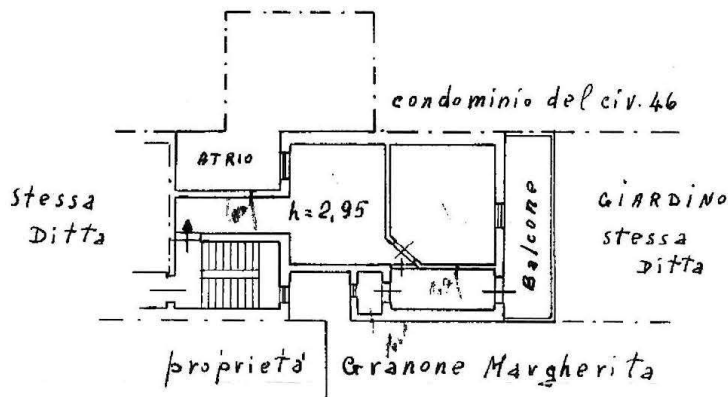 condominio del civ. 46
ATRIO
stessa
Ditta
h = 2,95
Balcone
GIARDINO
stessa
Ditta
proprietà Granone Margherita